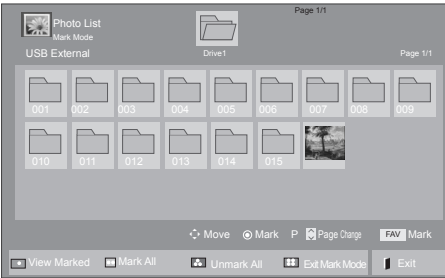 Page 1/1
Photo List
Mark Mode
USB External
Drive1
Page 1/1
001 002 003 004 005 006 007 008 009
010 011 012 013 014 015
Move Mark P Page Change FAV Mark
View Marked Mark All Unmark All Exit Mark Mode Exit